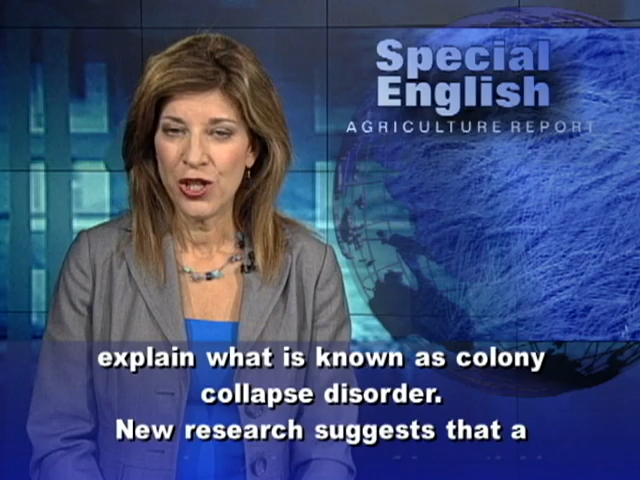 Special
English
AGRICULTURE REPORT
explain what is known as colony
collapse disorder.
New research suggests that a